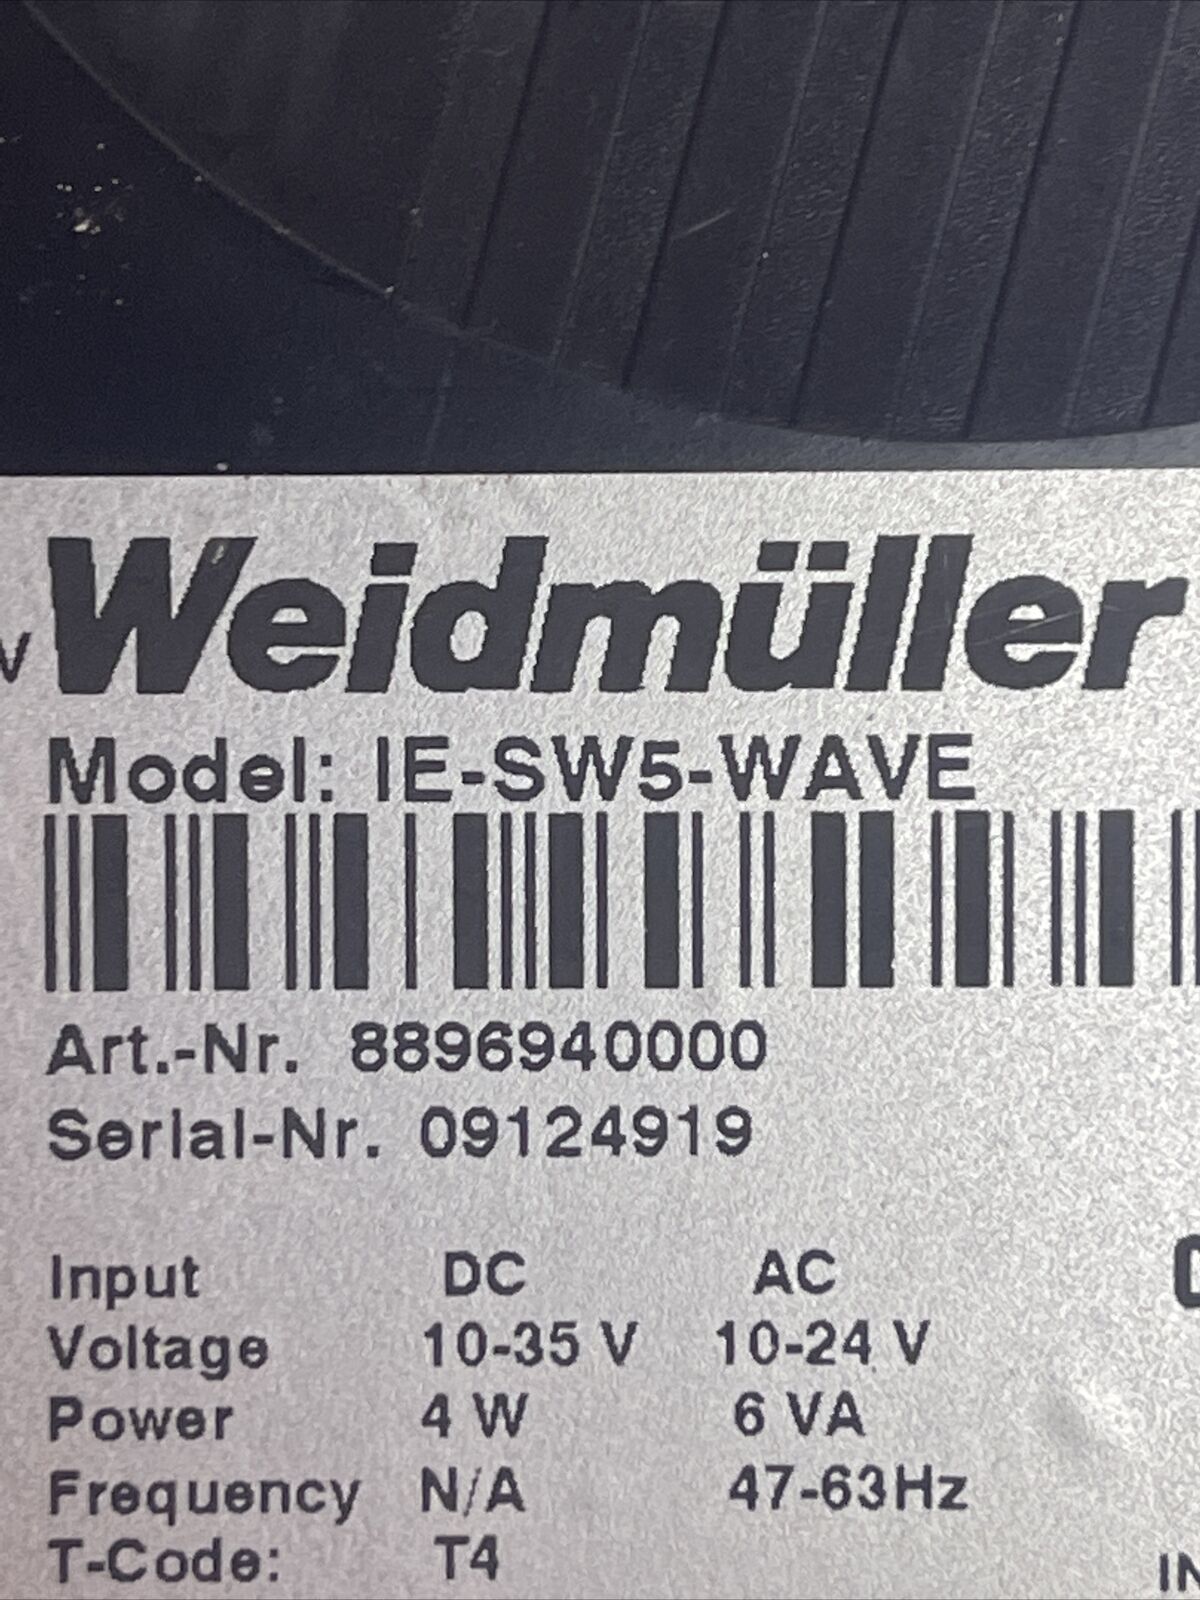 Weidmüller
Model: IE-SW5-WAVE
Art.-Nr. 8896940000
Serial-Nr. 09124919
Input DC AC
Voltage 10-35 V 10-24 V
Power 4 W 6 VA
Frequency N/A 47-63Hz
T-Code: T4